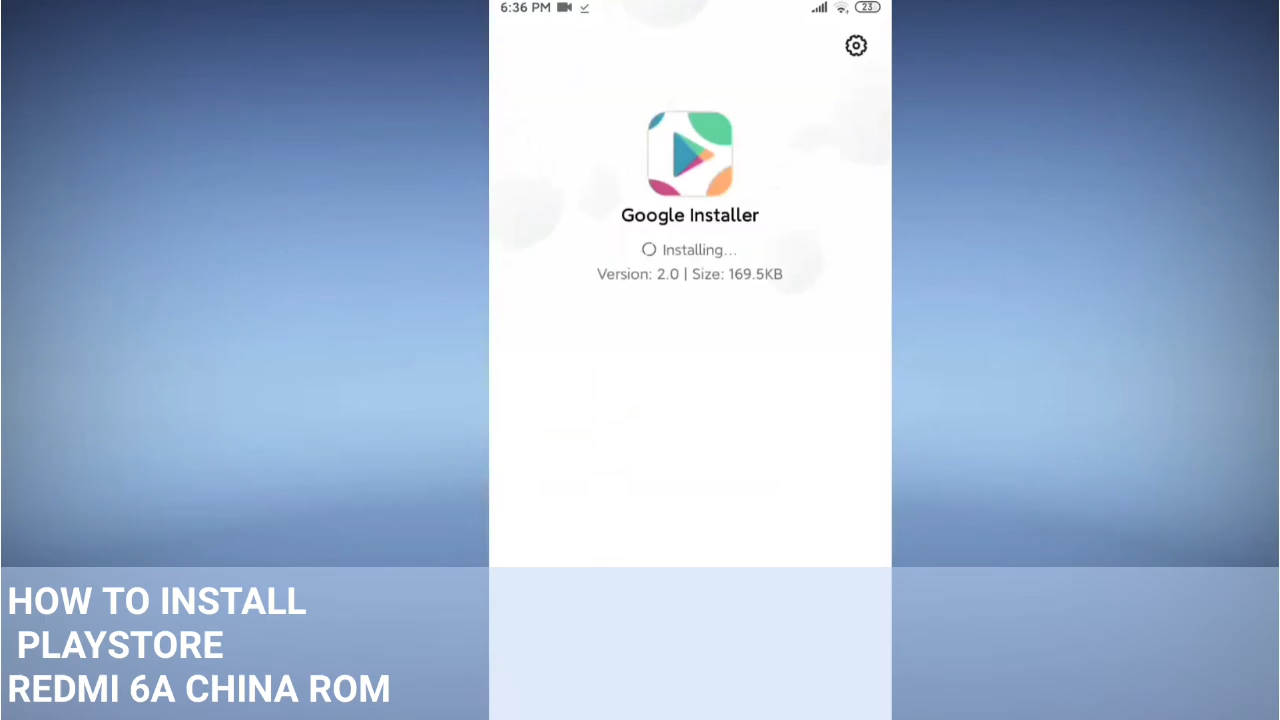 6:36 PM
23
Google Installer
Installing...
Version: 2.0 | Size: 169.5KB
HOW TO INSTALL
PLAYSTORE
REDMI 6A CHINA ROM